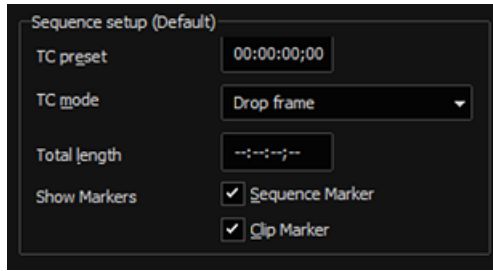 Sequence setup (Default)
TC preset 00:00:00;00
TC mode Drop frame
Total length --:--:--;--
Show Markers Sequence Marker
Clip Marker